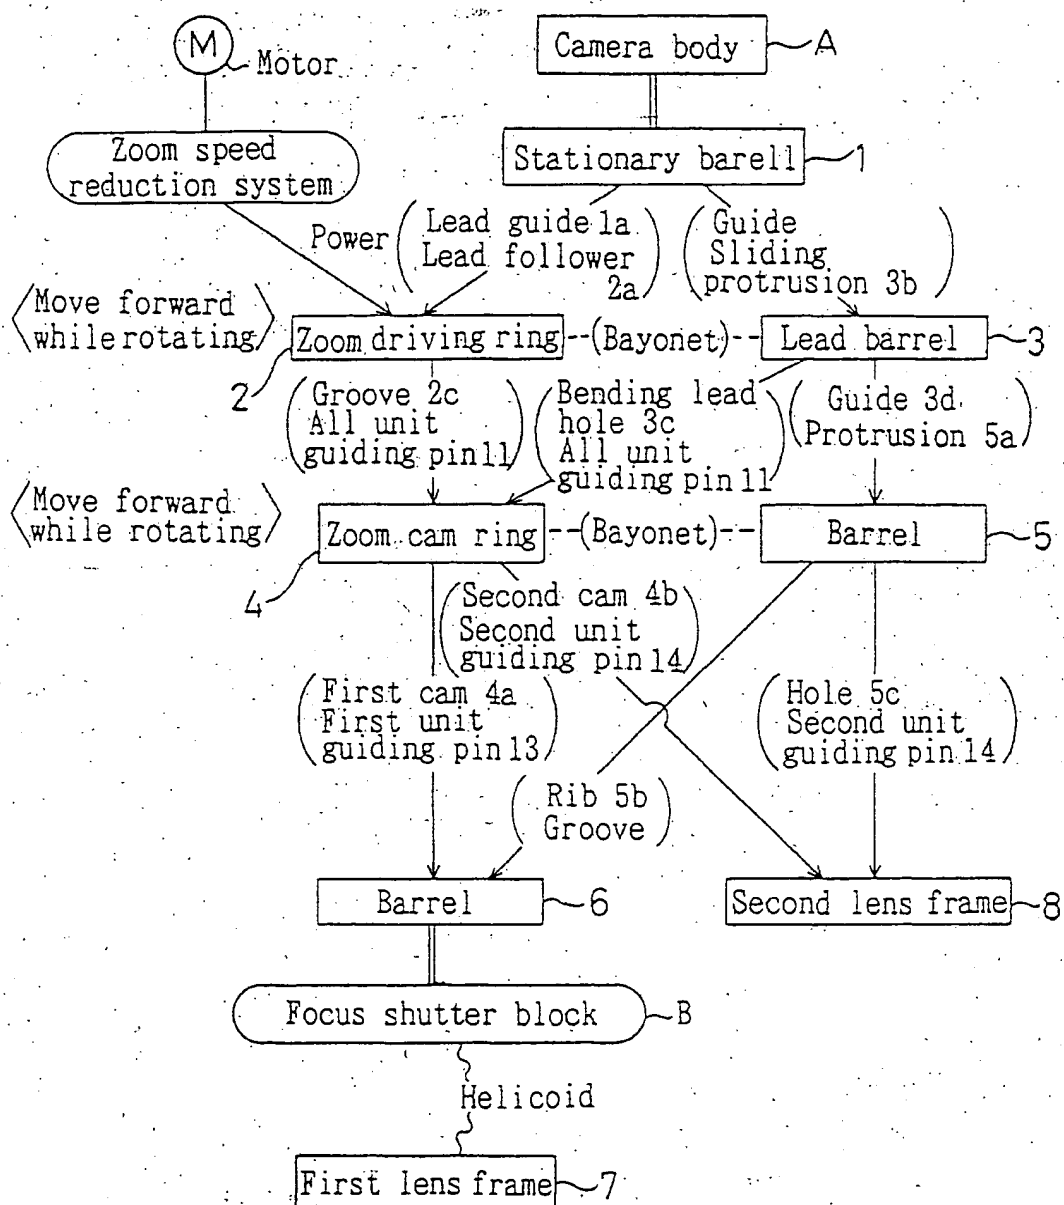 M
Motor
Camera body
A
Zoom speed
reduction system
Stationary barell
1
Power
Lead guide 1a
Lead follower
2a
Guide
Sliding
protrusion 3b
Move forward
while rotating
Zoom driving ring
(Bayonet)
Lead barrel
3
2
Groove 2c
All unit
guiding pin 11
Bending lead
hole 3c
All unit
guiding pin 11
Guide 3d
Protrusion 5a
Move forward
while rotating
Zoom cam ring
(Bayonet)
Barrel
5
4
Second cam 4b
Second unit
guiding pin 14
First cam 4a
First unit
guiding pin 13
Hole 5c
Second unit
guiding pin 14
Rib 5b
Groove
Barrel
6
Second lens frame
8
Focus shutter block
B
Helicoid
First lens frame
7